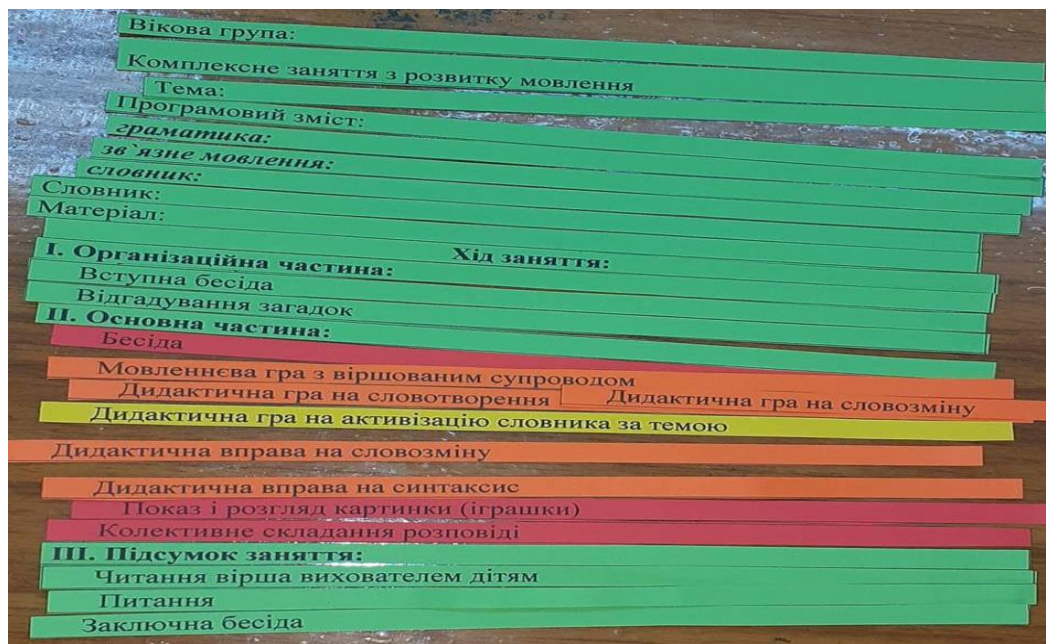 Вікова група:
Комплексне заняття з розвитку мовлення
Тема:
Програмовий зміст:
граматика:
зв`язне мовлення:
словник:
Словник:
Матеріал:
Хід заняття:
І. Організаційна частина:
Вступна бесіда
Відгадування загадок
ІІ. Основна частина:
Бесіда
Мовленнєва гра з віршованим супроводом
Дидактична гра на словотворення Дидактична гра на словозміну
Дидактична гра на активізацію словника за темою
Дидактична вправа на словозміну
Дидактична вправа на синтаксис
Показ і розгляд картинки (іграшки)
Колективне складання розповіді
ІІІ. Підсумок заняття:
Читання вірша вихователем дітям
Питання
Заключна бесіда